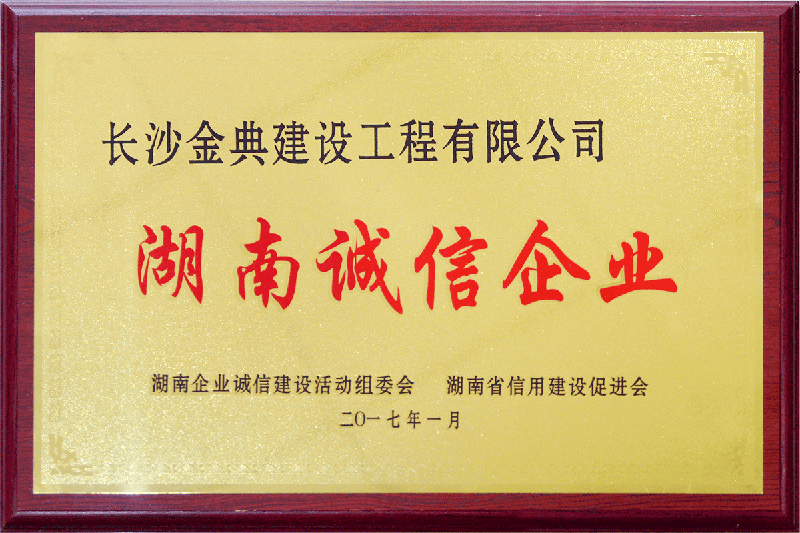 长沙金典建设工程有限公司
湖南诚信企业
湖南企业诚信建设活动组委会 湖南省信用建设促进会
二〇一七年一月